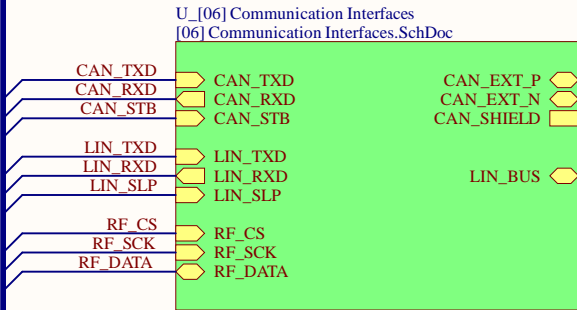 U_[06] Communication Interfaces
[06] Communication Interfaces.SchDoc
CAN_TXD CAN_TXD CAN_EXT_P
CAN_RXD CAN_RXD CAN_EXT_N
CAN_STB CAN_STB CAN_SHIELD
LIN_TXD LIN_TXD
LIN_RXD LIN_RXD LIN_BUS
LIN_SLP LIN_SLP
RF_CS RF_CS
RF_SCK RF_SCK
RF_DATA RF_DATA